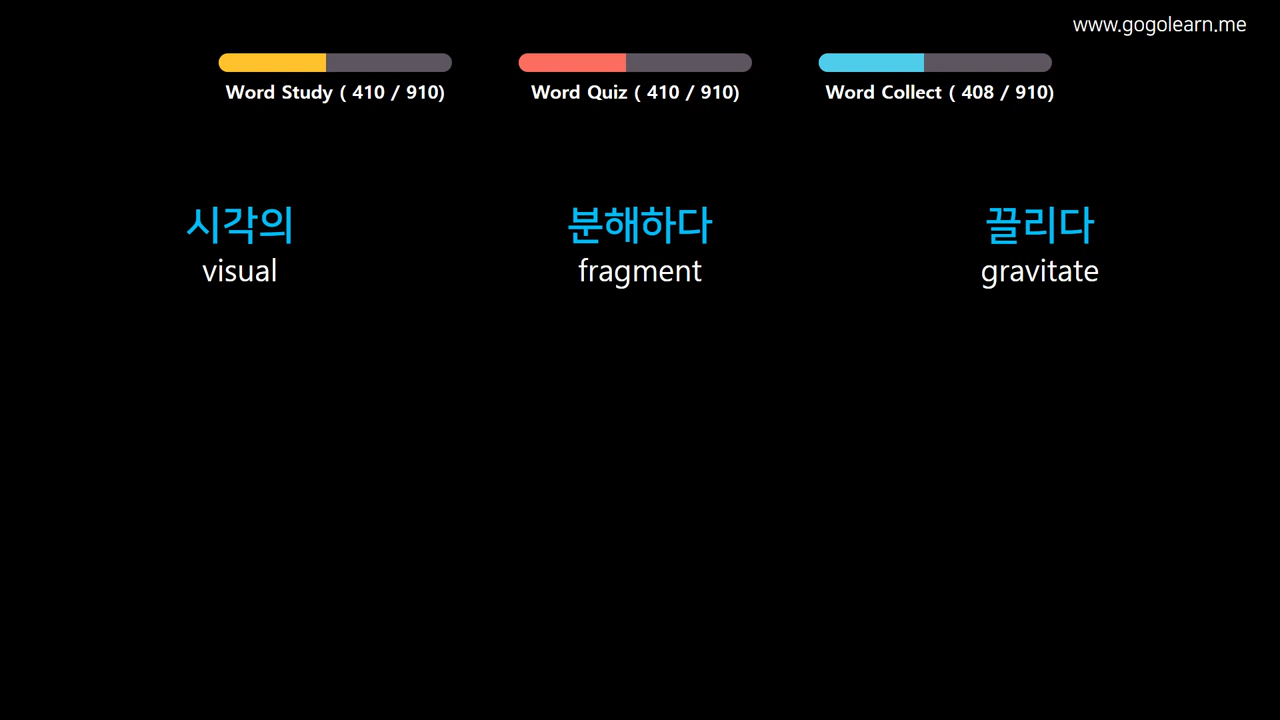 www.gogolearn.me
Word Study ( 410 / 910)
Word Quiz ( 410 / 910)
Word Collect ( 408 / 910)
시각의
visual
분해하다
fragment
끌리다
gravitate